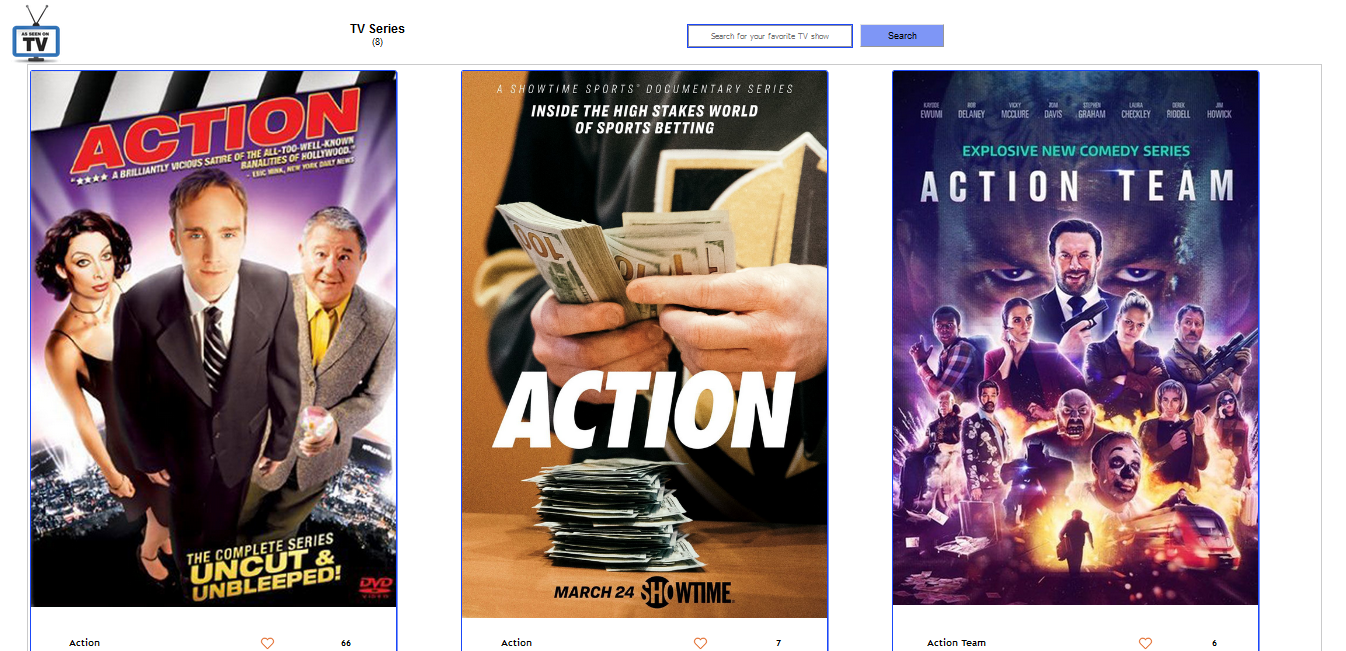 AS SEEN ON
TV
TV Series
(8)
Search for your favorite TV show
Search
ACTION
"★★★★ A BRILLIANTLY VICIOUS SATIRE OF THE ALL-TOO-WELL-KNOWN
BANALITIES OF HOLLYWOOD."
- ERIC MINK, NEW YORK DAILY NEWS
THE COMPLETE SERIES
UNCUT &
UNBLEEPED!
DVD
VIDEO
Action
66
A SHOWTIME SPORTS® DOCUMENTARY SERIES
INSIDE THE HIGH STAKES WORLD
OF SPORTS BETTING
100
ACTION
MARCH 24 SHOWTIME
Action
7
KAYODE EWUMI
ROB DELANEY
VICKY MCCLURE
TOM DAVIS
STEPHEN GRAHAM
LAURA CHECKLEY
DEREK RIDDELL
JIM HOWICK
EXPLOSIVE NEW COMEDY SERIES
ACTION TEAM
Action Team
6